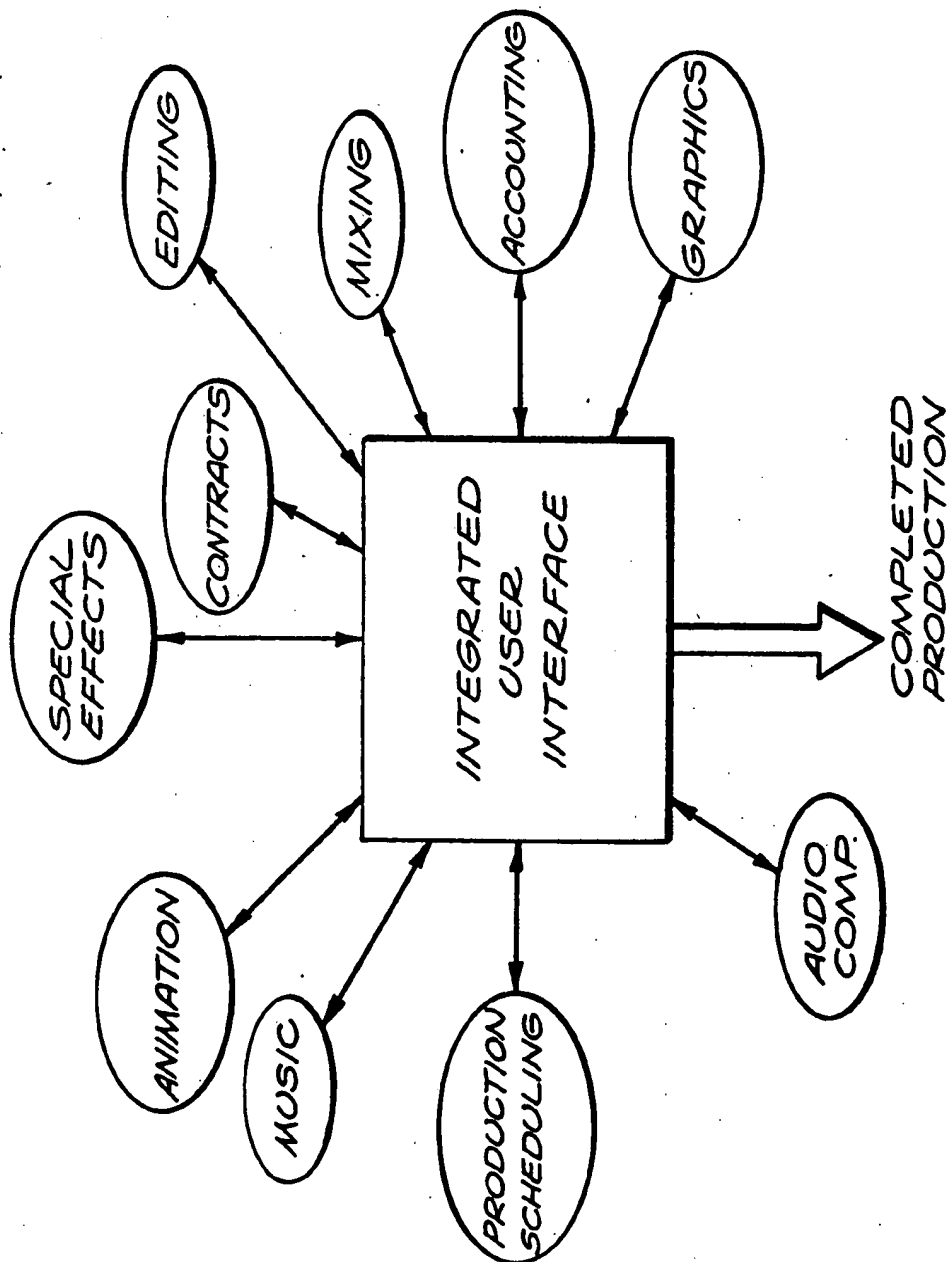 SPECIAL
EFFECTS
EDITING
CONTRACTS
ANIMATION
MIXING
MUSIC
INTEGRATED
USER
INTERFACE
ACCOUNTING
PRODUCTION
SCHEDULING
GRAPHICS
AUDIO
COMP.
COMPLETED
PRODUCTION